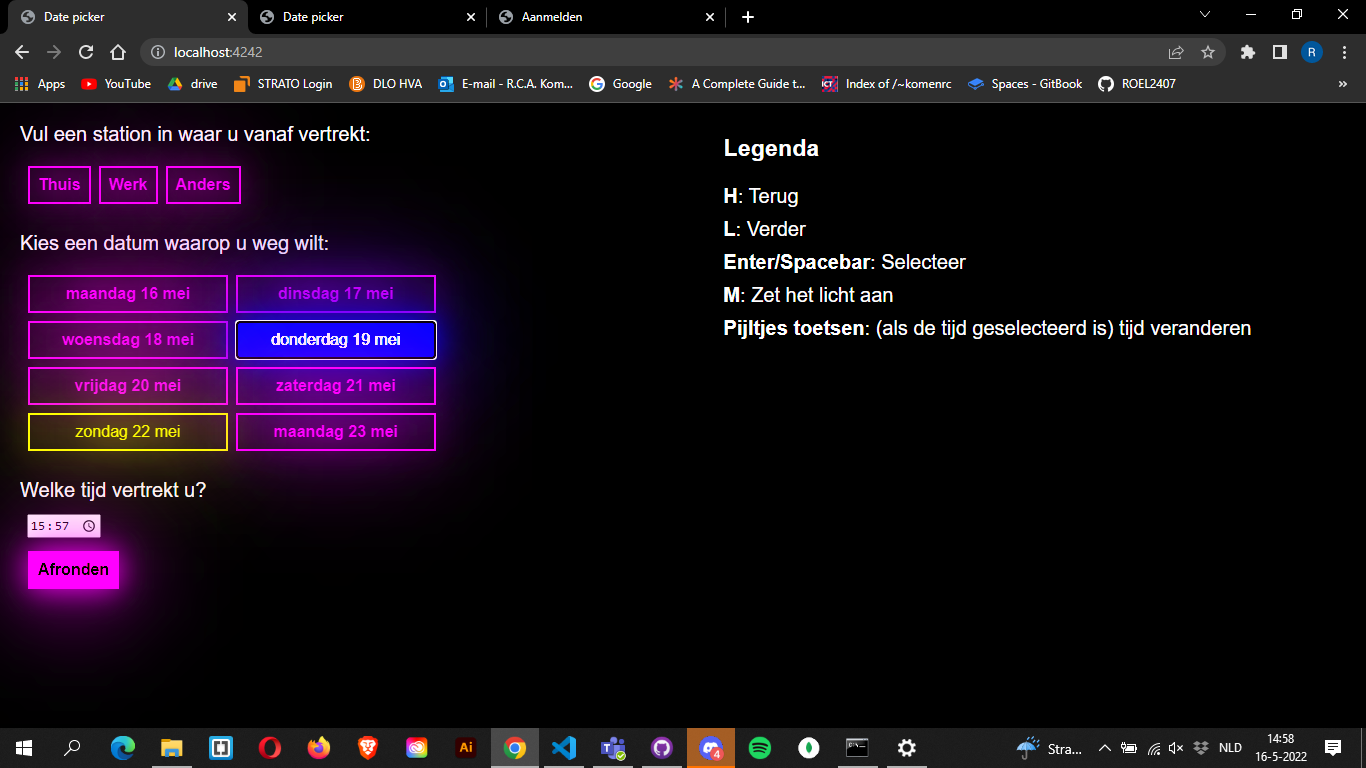 Date picker Date picker Aanmelden
localhost:4242
Apps YouTube drive STRATO Login DLO HVA E-mail - R.C.A. Kom... Google A Complete Guide t... Index of /~komenrc Spaces - GitBook ROEL2407 »
R
Vul een station in waar u vanaf vertrekt:
Thuis Werk Anders
Kies een datum waarop u weg wilt:
maandag 16 mei dinsdag 17 mei
woensdag 18 mei donderdag 19 mei
vrijdag 20 mei zaterdag 21 mei
zondag 22 mei maandag 23 mei
Welke tijd vertrekt u?
15:57
Afronden
Legenda
H: Terug
L: Verder
Enter/Spacebar: Selecteer
M: Zet het licht aan
Pijltjes toetsen: (als de tijd geselecteerd is) tijd veranderen
Ai 4 Stra... NLD 14:58
16-5-2022